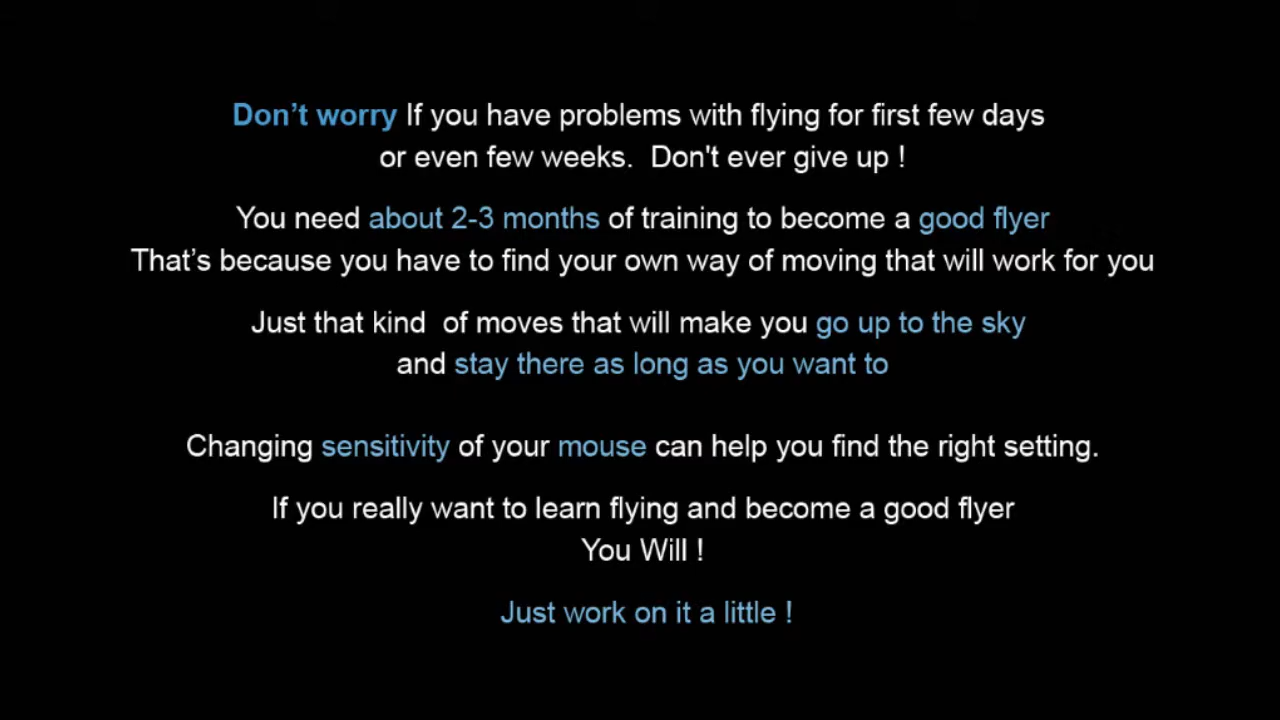 Don’t worry If you have problems with flying for first few days
or even few weeks.  Don't ever give up !
You need about 2-3 months of training to become a good flyer
That’s because you have to find your own way of moving that will work for you
Just that kind  of moves that will make you go up to the sky
and stay there as long as you want to
Changing sensitivity of your mouse can help you find the right setting.
If you really want to learn flying and become a good flyer
You Will !
Just work on it a little !